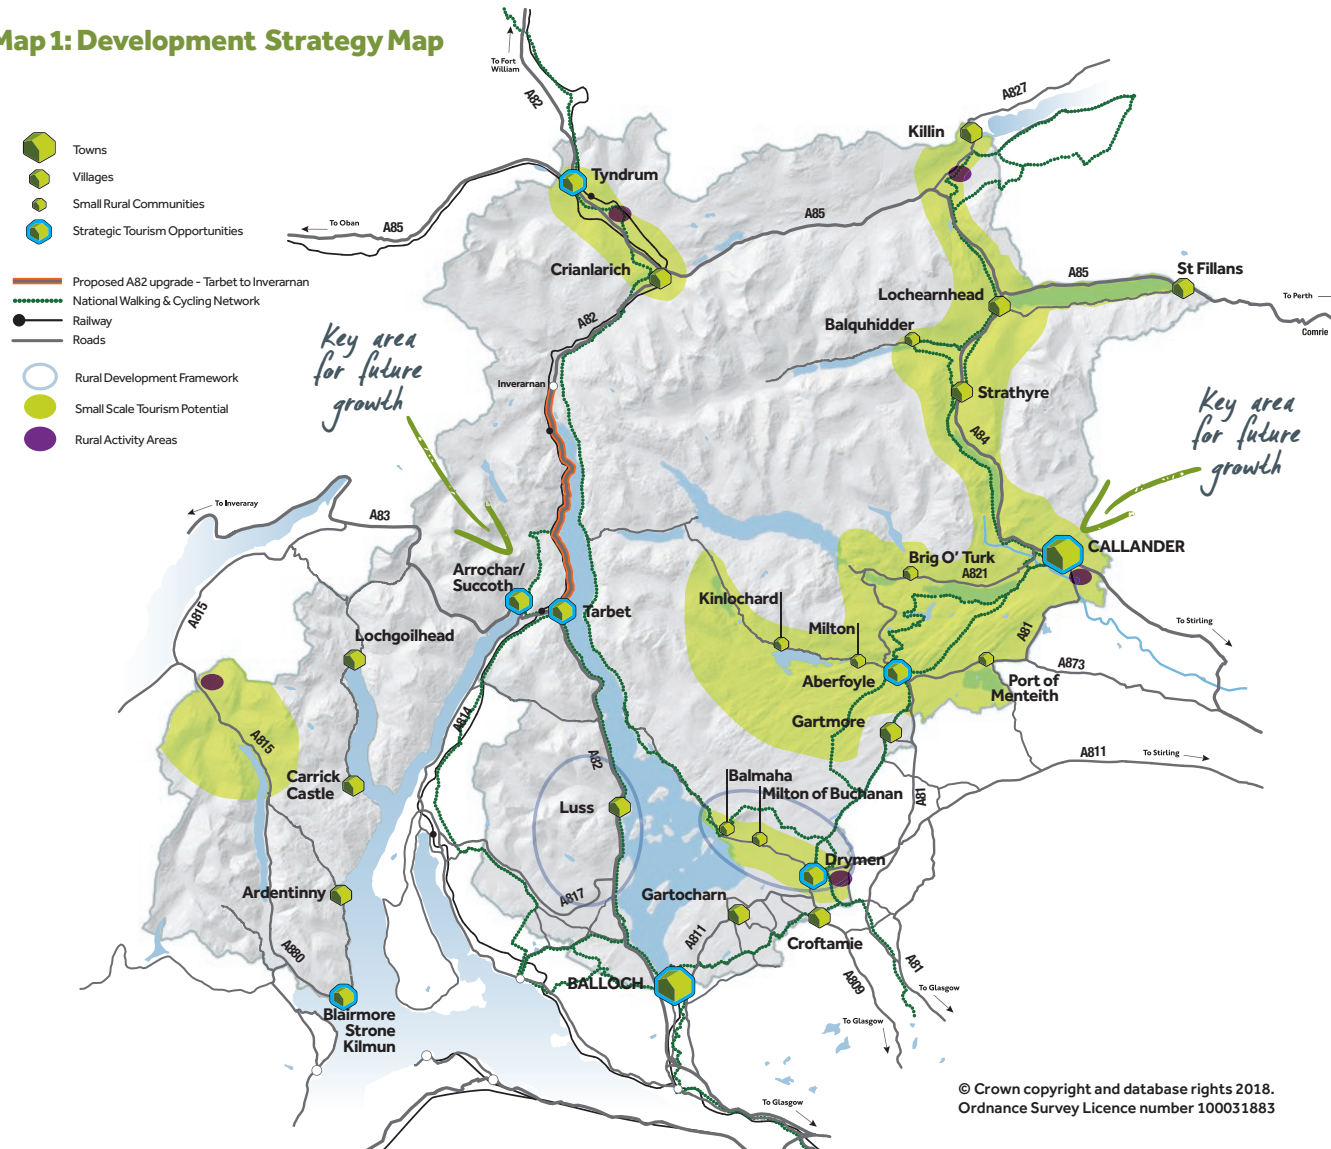 Map 1: Development Strategy Map
Towns
Villages
Small Rural Communities
Strategic Tourism Opportunities
Proposed A82 upgrade - Tarbet to Inverarnan
National Walking & Cycling Network
Railway
Roads
Rural Development Framework
Small Scale Tourism Potential
Rural Activity Areas
To Fort
William
A82
A827
Killin
Tyndrum
To Oban
A85
A85
Crianlarich
A85
St Fillans
Lochearnhead
To Perth
Comrie
A82
Balquhidder
Key area
for future
growth
Inverarnan
Strathyre
Key area
for future
growth
A84
To Inveraray
A83
CALLANDER
Brig O' Turk
A821
Arrochar/
Succoth
Kinlochard
Tarbet
A815
Milton
A81
To Stirling
Lochgoilhead
A873
Aberfoyle
Port of
Menteith
A814
Gartmore
A815
A82
A811
To Stirling
Carrick
Castle
Balmaha
Milton of Buchanan
A81
Luss
Drymen
Ardentinny
A817
Gartocharn
A811
Croftamie
A880
A81
A809
BALLOCH
To Glasgow
Blairmore
Strone
Kilmun
To Glasgow
To Glasgow
© Crown copyright and database rights 2018.
Ordnance Survey Licence number 100031883